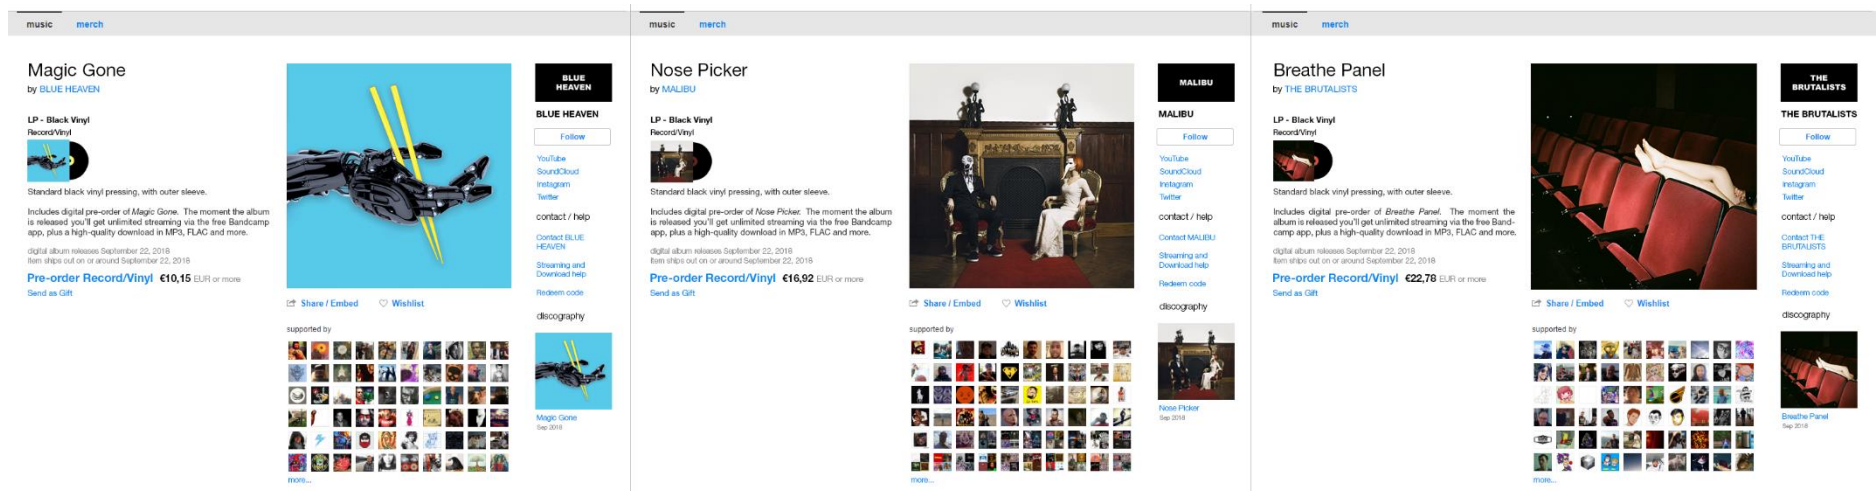 music
merch
Magic Gone
by BLUE HEAVEN
LP - Black Vinyl
Record/Vinyl
Standard black vinyl pressing, with outer sleeve.
Includes digital pre-order of Magic Gone. The moment the album
is released you'll get unlimited streaming via the free Bandcamp
app, plus a high-quality download in MP3, FLAC and more.
digital album releases September 22, 2018
item ships out on or around September 22, 2018
Pre-order Record/Vinyl €10,15 EUR or more
Send as Gift
Share / Embed
Wishlist
supported by
more...
BLUE
HEAVEN
BLUE HEAVEN
Follow
YouTube
SoundCloud
Instagram
Twitter
contact / help
Contact BLUE
HEAVEN
Streaming and
Download help
Redeem code
discography
Magic Gone
Sep 2018
music
merch
Nose Picker
by MALIBU
LP - Black Vinyl
Record/Vinyl
Standard black vinyl pressing, with outer sleeve.
Includes digital pre-order of Nose Picker. The moment the album
is released you'll get unlimited streaming via the free Bandcamp
app, plus a high-quality download in MP3, FLAC and more.
digital album releases September 22, 2018
item ships out on or around September 22, 2018
Pre-order Record/Vinyl €16,92 EUR or more
Send as Gift
Share / Embed
Wishlist
supported by
more...
MALIBU
MALIBU
Follow
YouTube
SoundCloud
Instagram
Twitter
contact / help
Contact MALIBU
Streaming and
Download help
Redeem code
discography
Nose Picker
Sep 2018
music
merch
Breathe Panel
by THE BRUTALISTS
LP - Black Vinyl
Record/Vinyl
Standard black vinyl pressing, with outer sleeve.
Includes digital pre-order of Breathe Panel. The moment the
album is released you'll get unlimited streaming via the free Band-
camp app, plus a high-quality download in MP3, FLAC and more.
digital album releases September 22, 2018
item ships out on or around September 22, 2018
Pre-order Record/Vinyl €22,78 EUR or more
Send as Gift
Share / Embed
Wishlist
supported by
more...
THE
BRUTALISTS
THE BRUTALISTS
Follow
YouTube
SoundCloud
Instagram
Twitter
contact / help
Contact THE
BRUTALISTS
Streaming and
Download help
Redeem code
discography
Breathe Panel
Sep 2018